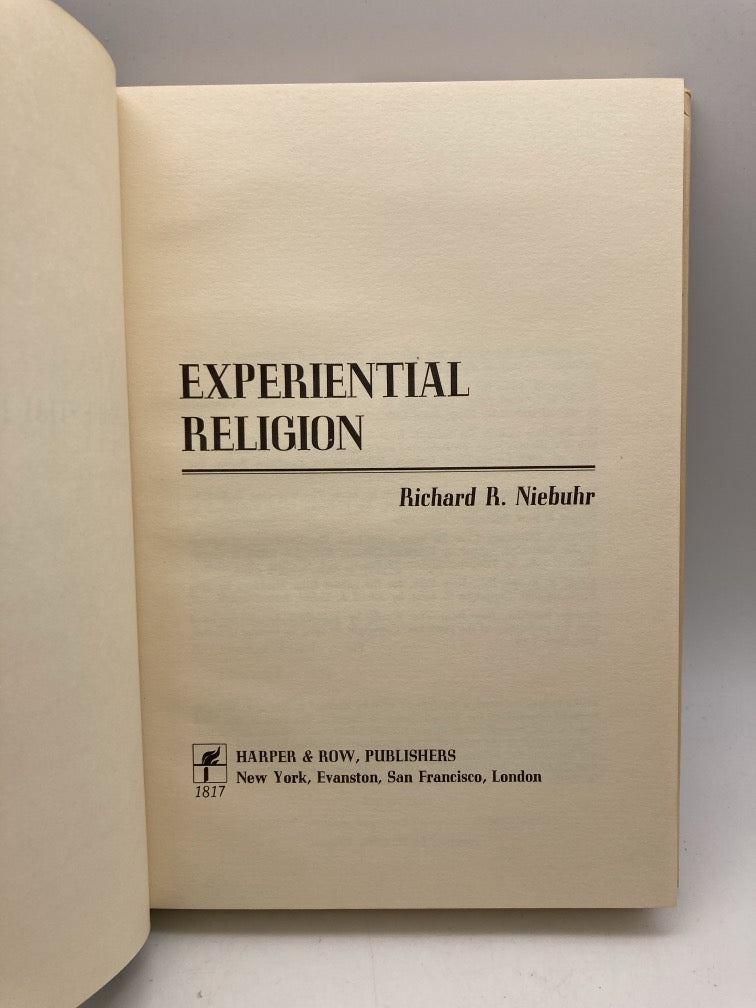 EXPERIENTIAL
RELIGION
Richard R. Niebuhr
HARPER & ROW, PUBLISHERS
New York, Evanston, San Francisco, London
1817